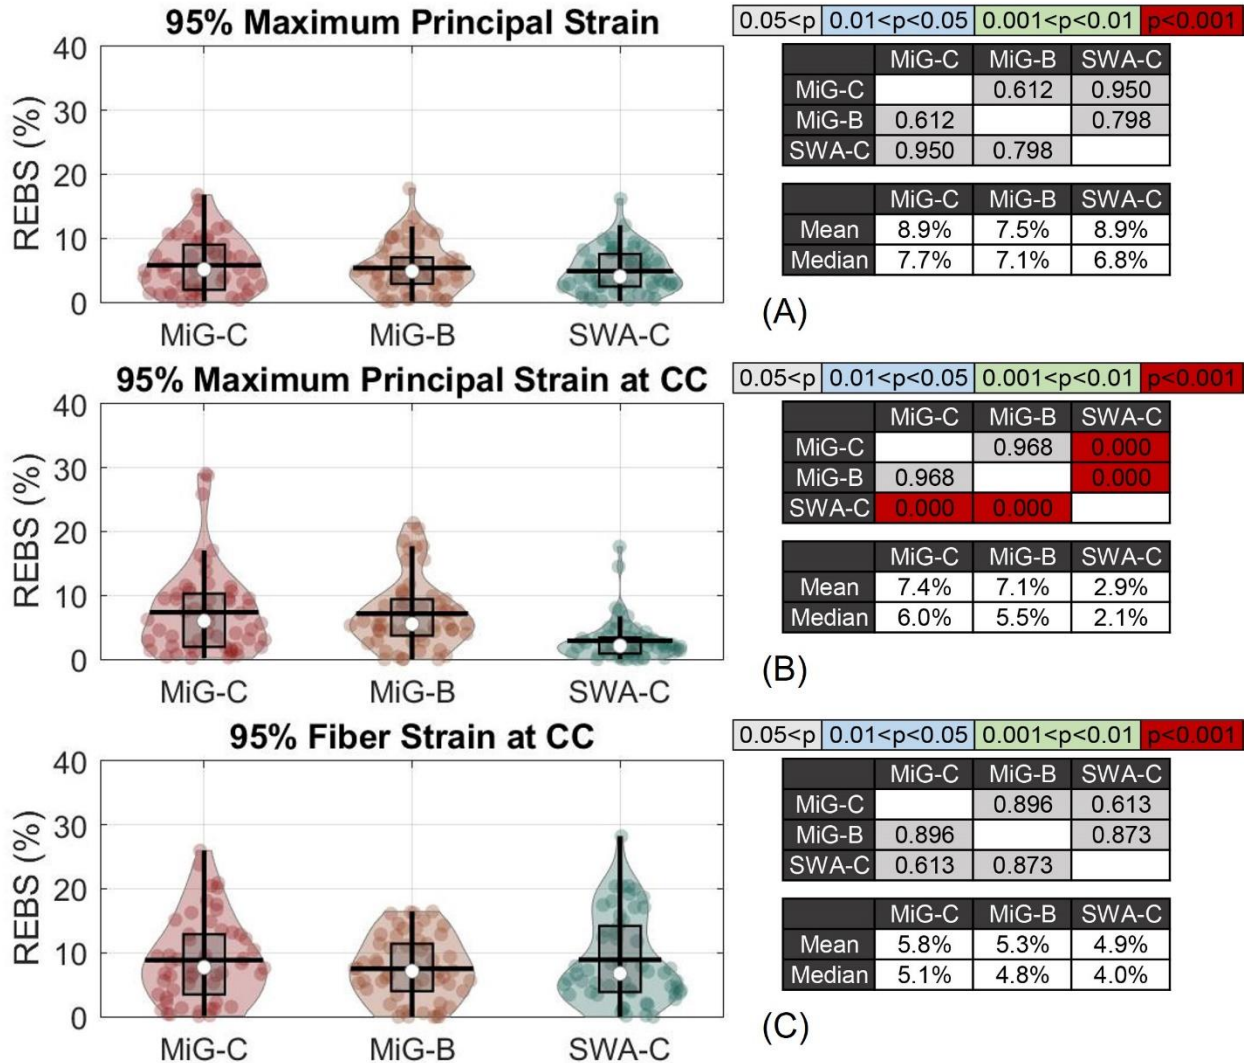 95% Maximum Principal Strain
REBS (%)
40
30
20
10
0
MiG-C MiG-B SWA-C
0.05<p 0.01<p<0.05 0.001<p<0.01 p<0.001
MiG-C MiG-B SWA-C
MiG-C 0.612 0.950
MiG-B 0.612 0.798
SWA-C 0.950 0.798
MiG-C MiG-B SWA-C
Mean 8.9% 7.5% 8.9%
Median 7.7% 7.1% 6.8%
(A)
95% Maximum Principal Strain at CC
REBS (%)
40
30
20
10
0
MiG-C MiG-B SWA-C
0.05<p 0.01<p<0.05 0.001<p<0.01 p<0.001
MiG-C MiG-B SWA-C
MiG-C 0.968 0.000
MiG-B 0.968 0.000
SWA-C 0.000 0.000
MiG-C MiG-B SWA-C
Mean 7.4% 7.1% 2.9%
Median 6.0% 5.5% 2.1%
(B)
95% Fiber Strain at CC
REBS (%)
40
30
20
10
0
MiG-C MiG-B SWA-C
0.05<p 0.01<p<0.05 0.001<p<0.01 p<0.001
MiG-C MiG-B SWA-C
MiG-C 0.896 0.613
MiG-B 0.896 0.873
SWA-C 0.613 0.873
MiG-C MiG-B SWA-C
Mean 5.8% 5.3% 4.9%
Median 5.1% 4.8% 4.0%
(C)